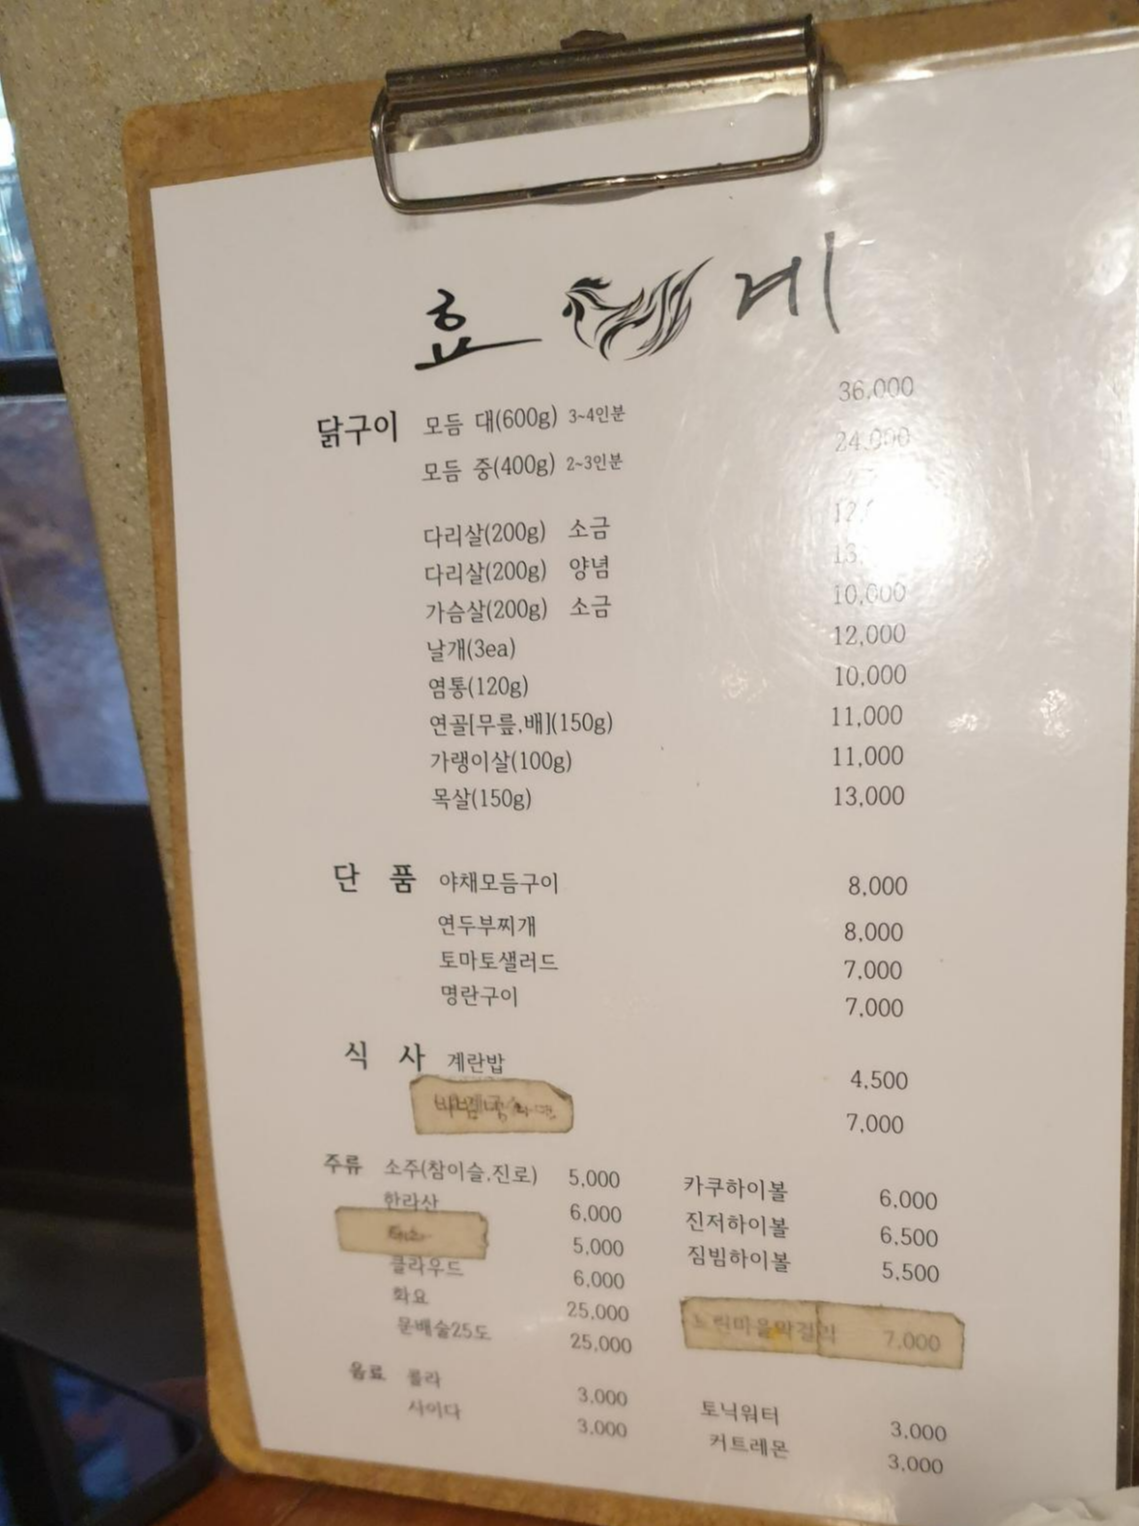 효 계
닭구이 모듬 대(600g) 3~4인분 36,000
모듬 중(400g) 2~3인분 24,000
다리살(200g) 소금
다리살(200g) 양념
가슴살(200g) 소금 10,000
날개(3ea) 12,000
염통(120g) 10,000
연골[무릎,배](150g) 11,000
가랭이살(100g) 11,000
목살(150g) 13,000
단 품 야채모듬구이 8,000
연두부찌개 8,000
토마토샐러드 7,000
명란구이 7,000
식 사 계란밥 4,500
7,000
주류 소주(참이슬,진로) 5,000 카쿠하이볼 6,000
한라산 6,000 진저하이볼 6,500
5,000 짐빔하이볼 5,500
클라우드 6,000
화요 25,000 느린마을막걸리 7,000
문배술25도 25,000
음료 콜라 3,000 토닉워터 3,000
사이다 3,000 커트레몬 3,000